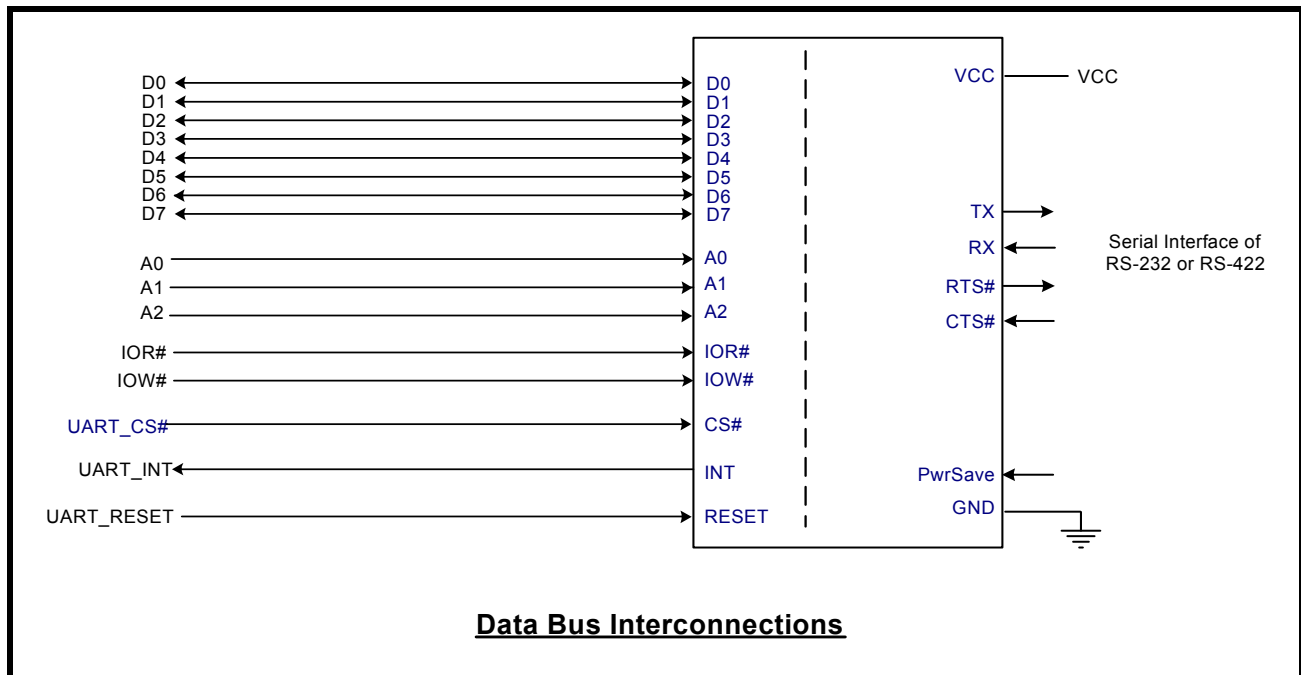 D0 D0 VCC VCC
D1 D1
D2 D2
D3 D3
D4 D4
D5 D5
D6 D6
D7 D7 TX
RX Serial Interface of
RS-232 or RS-422
A0 A0
A1 A1 RTS#
A2 A2 CTS#
IOR# IOR#
IOW# IOW#
UART_CS# CS#
UART_INT INT PwrSave
UART_RESET RESET GND
Data Bus Interconnections